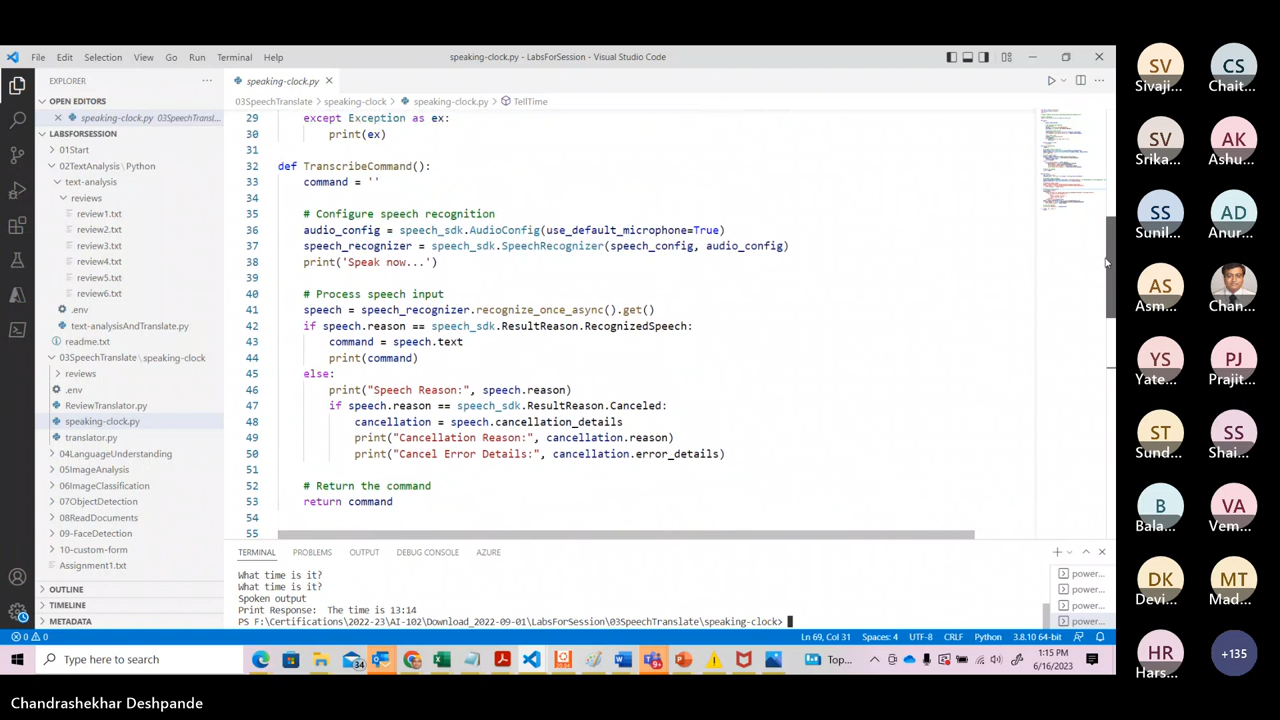 File Edit Selection View Go Run Terminal Help
speaking-clock.py - LabsForSession - Visual Studio Code
EXPLORER
OPEN EDITORS
speaking-clock.py 03SpeechTransl...
LABSFORSESSION
01Start
02TextAnalysis \ Python
text-analysis
reviews
review1.txt
review2.txt
review3.txt
review4.txt
review5.txt
review6.txt
.env
text-analysisAndTranslate.py
readme.txt
03SpeechTranslate \ speaking-clock
reviews
.env
ReviewTranslator.py
speaking-clock.py
translator.py
04LanguageUnderstanding
05ImageAnalysis
06ImageClassification
07ObjectDetection
08ReadDocuments
09-FaceDetection
10-custom-form
Assignment1.txt
OUTLINE
TIMELINE
METADATA
speaking-clock.py
03SpeechTranslate > speaking-clock > speaking-clock.py > TellTime
29 except Exception as ex:
30 print(ex)
31
32 def Trans Command():
33 command = ''
34
35 # Configure speech recognition
36 audio_config = speech_sdk.AudioConfig(use_default_microphone=True)
37 speech_recognizer = speech_sdk.SpeechRecognizer(speech_config, audio_config)
38 print('Speak now...')
39
40 # Process speech input
41 speech = speech_recognizer.recognize_once_async().get()
42 if speech.reason == speech_sdk.ResultReason.RecognizedSpeech:
43 command = speech.text
44 print(command)
45 else:
46 print("Speech Reason:", speech.reason)
47 if speech.reason == speech_sdk.ResultReason.Canceled:
48 cancellation = speech.cancellation_details
49 print("Cancellation Reason:", cancellation.reason)
50 print("Cancel Error Details:", cancellation.error_details)
51
52 # Return the command
53 return command
54
55
TERMINAL PROBLEMS OUTPUT DEBUG CONSOLE AZURE
What time is it?
What time is it?
Spoken output
Print Response: The time is 13:14
PS F:\Certifications\2022-23\AI-102\Download_2022-09-01\LabsForSession\03SpeechTranslate\speaking-clock>
power...
power...
power...
power...
0 0 Ln 69, Col 31 Spaces: 4 UTF-8 CRLF Python 3.8.10 64-bit
Type here to search
34
9+
Top...
1:15 PM
6/16/2023
SV CS
Sivaji... Chait...
SV AK
Srika... Ashu...
SS AD
Sunil... Anur...
AS
Asm... Chan...
YS PJ
Yate... Prajit...
ST SS
Sund... Shai...
B VA
Bala... Vem...
DK MT
Devi... Mad...
HR +135
Hars...
Chandrashekhar Deshpande